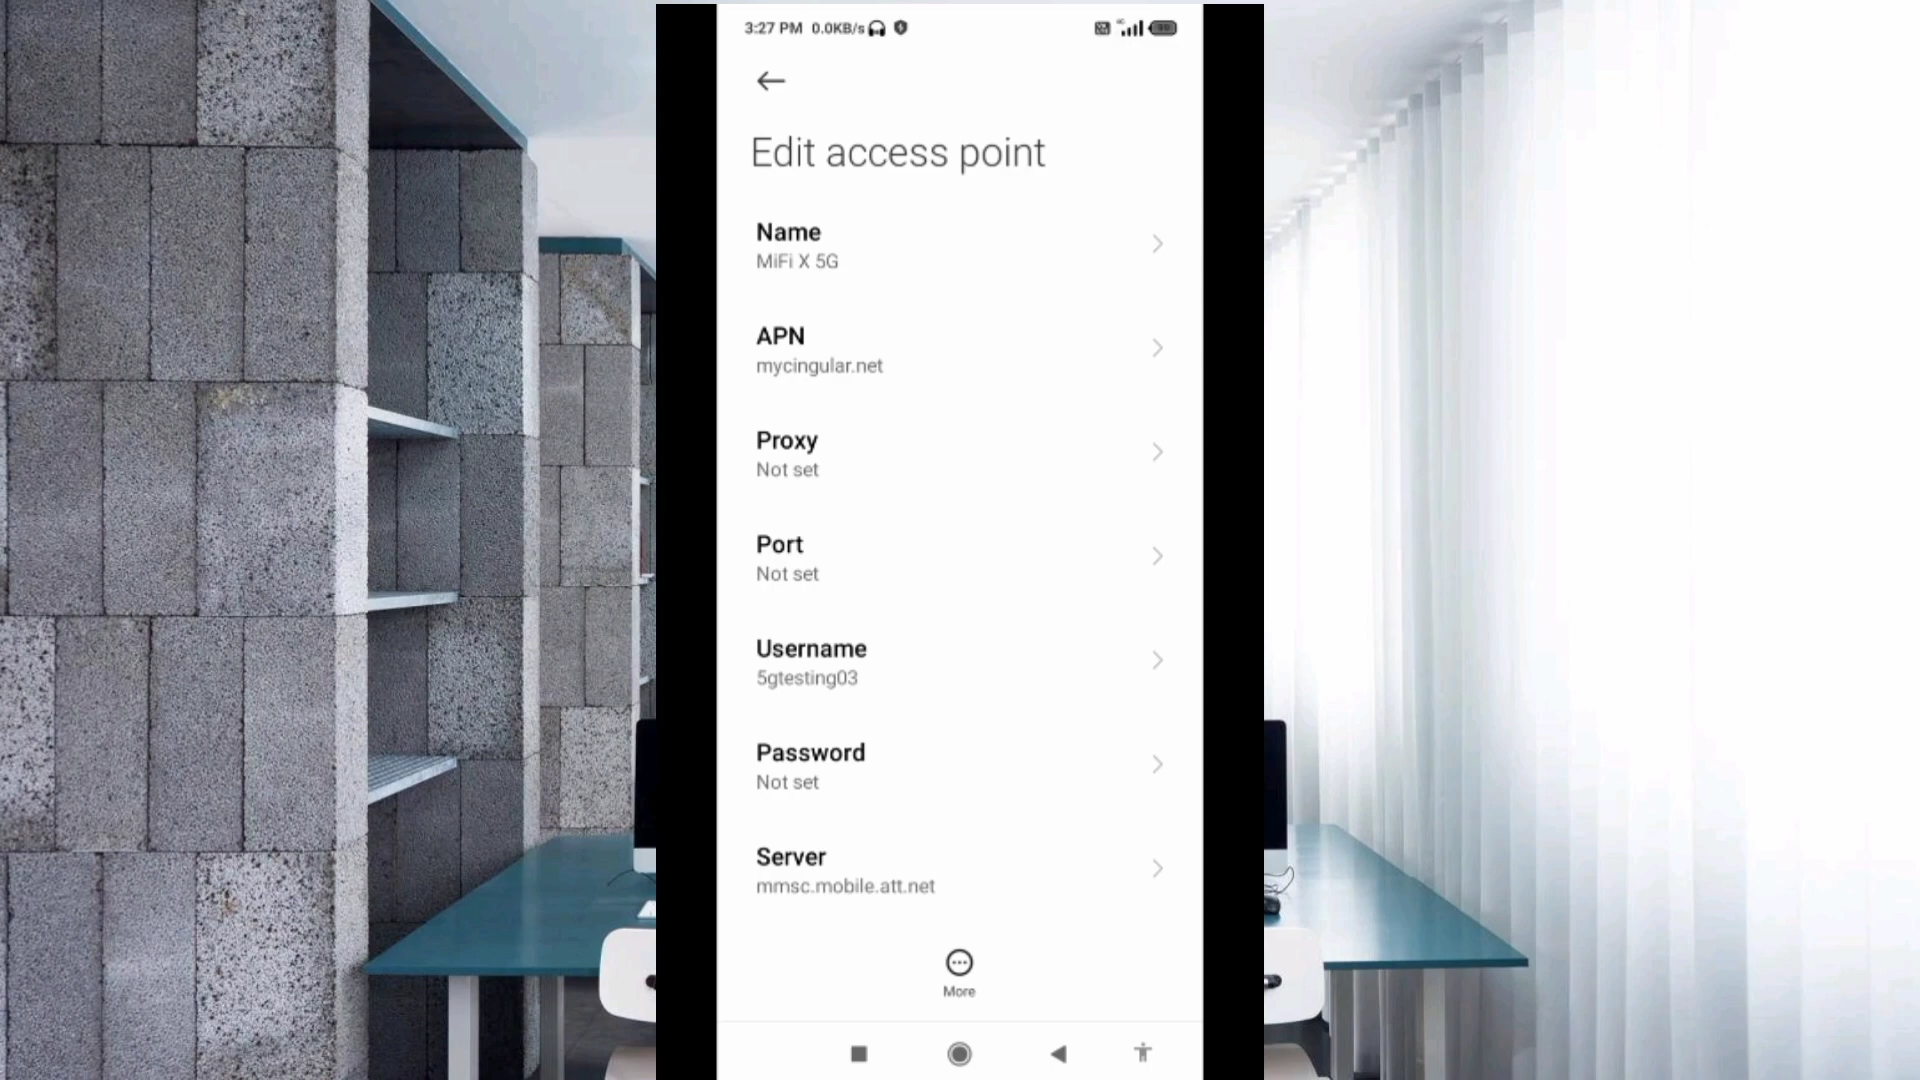 3:27 PM 0.0KB/s
Edit access point
Name
MiFi X 5G
APN
mycingular.net
Proxy
Not set
Port
Not set
Username
5gtesting03
Password
Not set
Server
mmsc.mobile.att.net
More